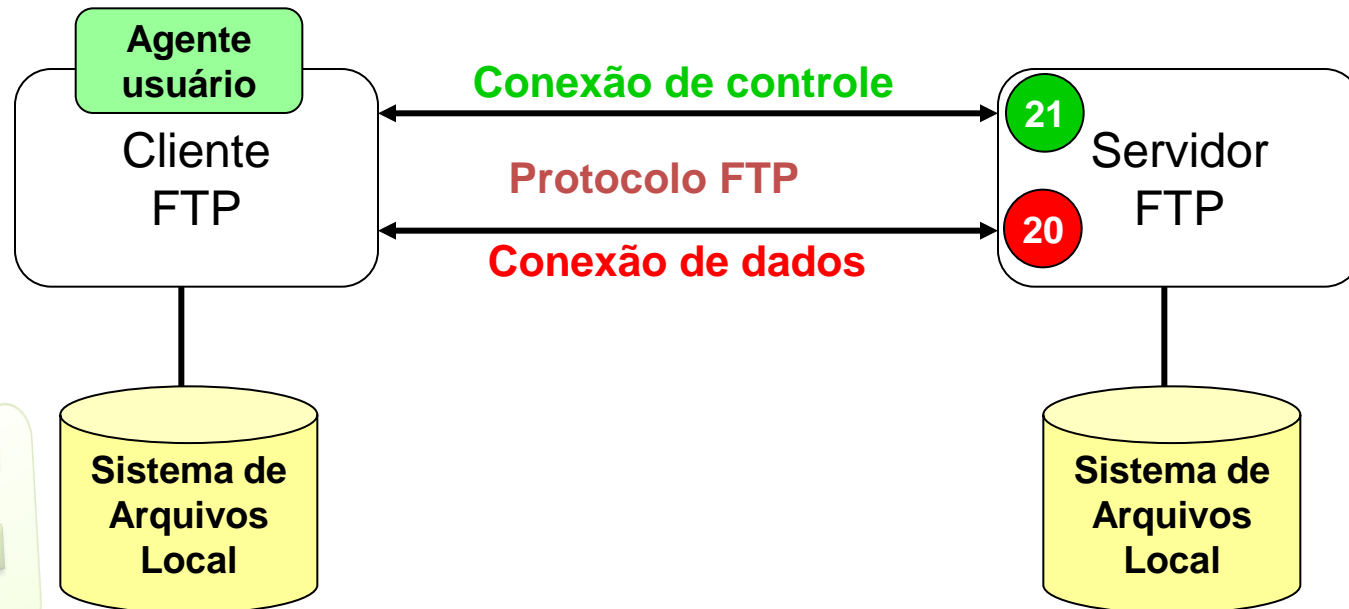 Agente
usuário
Cliente
FTP
Conexão de controle
Protocolo FTP
Conexão de dados
21
20
Servidor
FTP
Sistema de
Arquivos
Local
Sistema de
Arquivos
Local